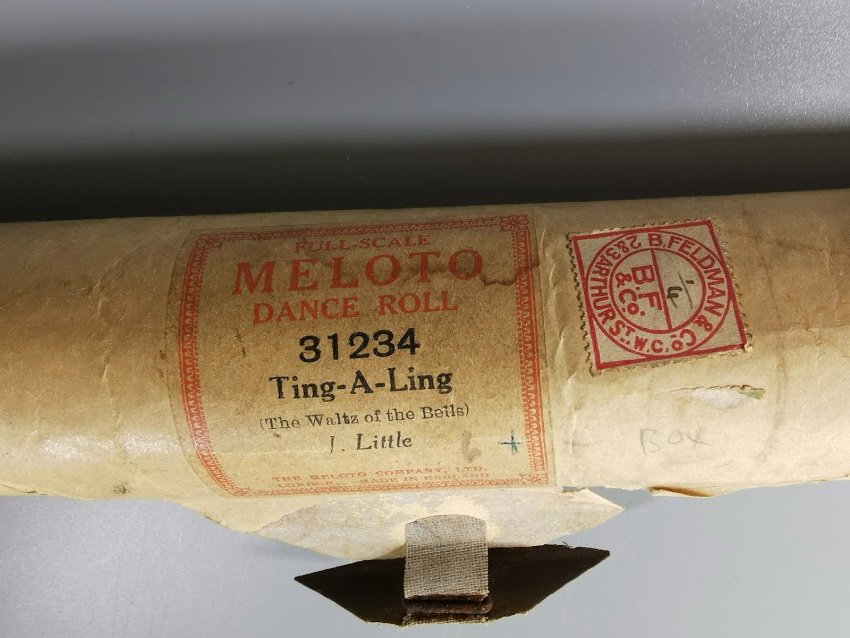 FULL-SCALE
MELOTO
DANCE ROLL
31234
Ting-A-Ling
(The Waltz of the Bells)
J. Little
THE MELOTO COMPANY, LTD.
LONDON. MADE IN ENGLAND
B. FELDMAN & Co.
2&3 ARTHUR ST. W.C.
B.F
& Co.
BOX